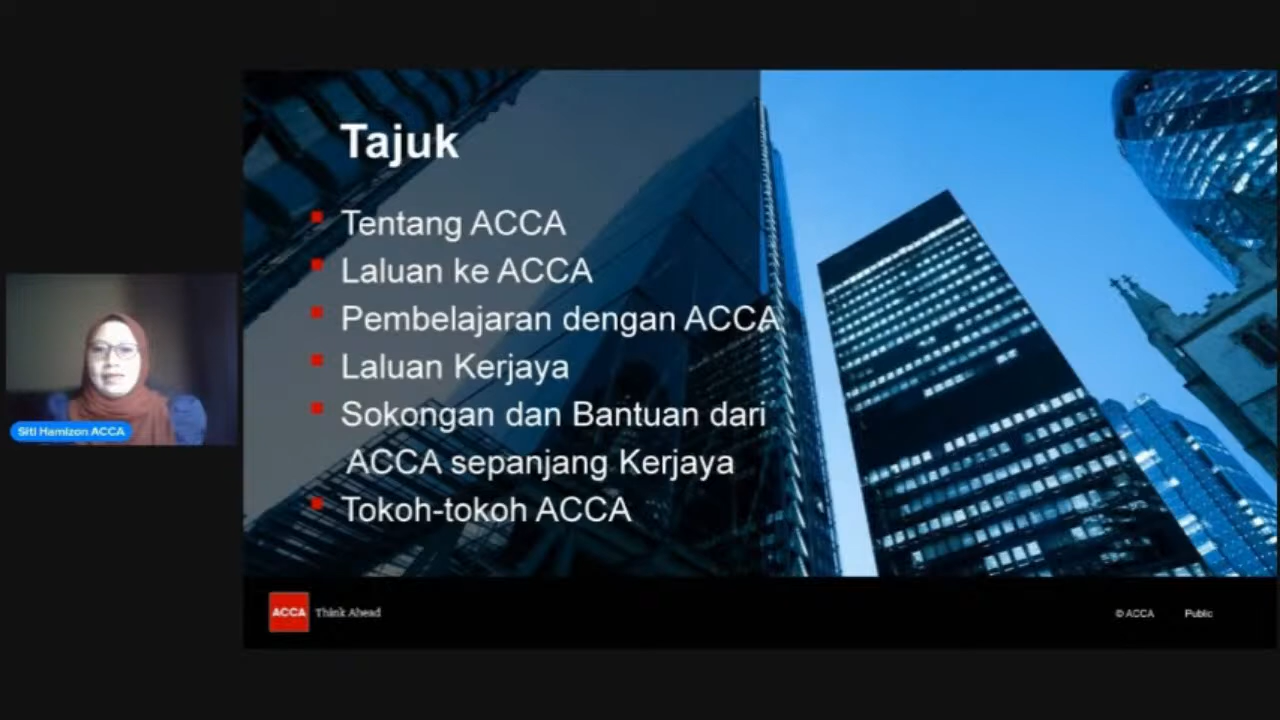 Tajuk
Tentang ACCA
Laluan ke ACCA
Pembelajaran dengan ACCA
Laluan Kerjaya
Sokongan dan Bantuan dari
ACCA sepanjang Kerjaya
Tokoh-tokoh ACCA
Siti Hamizon ACCA
ACCA Think Ahead
© ACCA Public